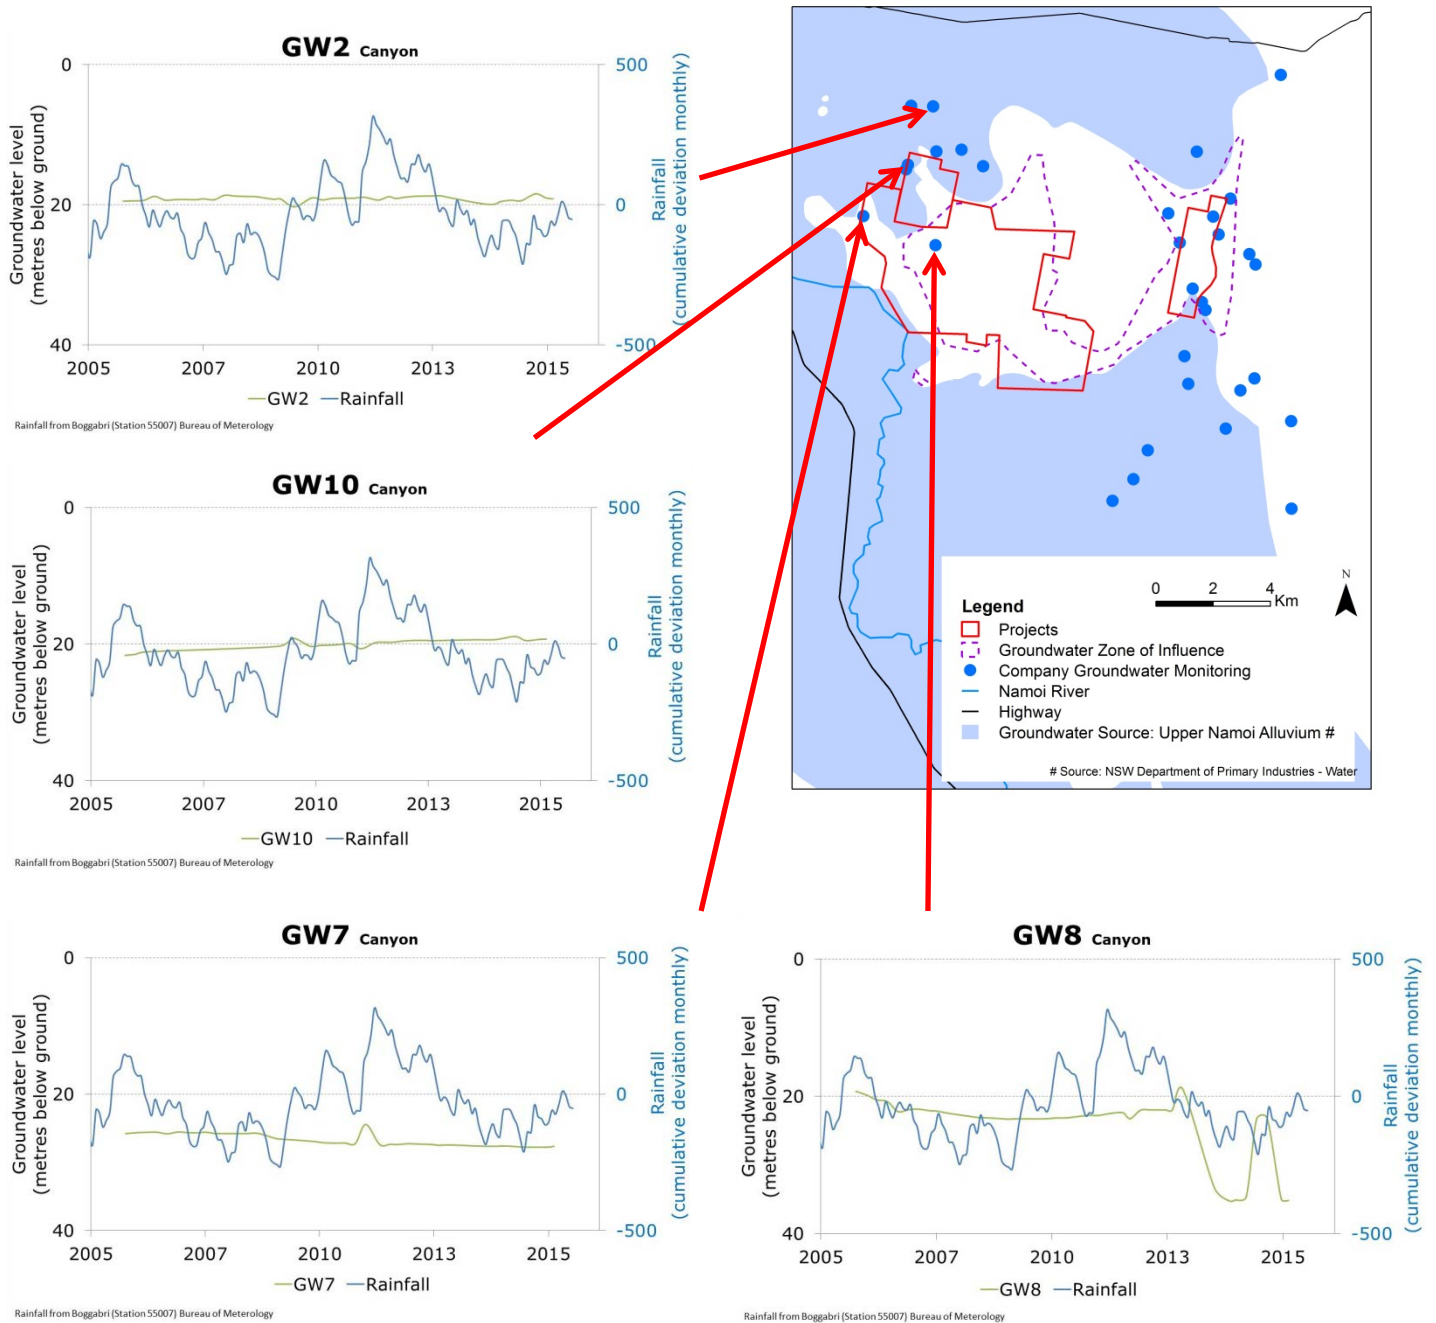 GW2 Canyon
0
20
40
Groundwater level
(metres below ground)
500
0
-500
Rainfall
(cumulative deviation monthly)
2005
2007
2010
2013
2015
GW2
Rainfall
Rainfall from Boggabri (Station 55007) Bureau of Meterology
GW10 Canyon
0
20
40
Groundwater level
(metres below ground)
500
0
-500
Rainfall
(cumulative deviation monthly)
2005
2007
2010
2013
2015
GW10
Rainfall
Rainfall from Boggabri (Station 55007) Bureau of Meterology
0 2 4
Km
N
Legend
Projects
Groundwater Zone of Influence
Company Groundwater Monitoring
Namoi River
Highway
Groundwater Source: Upper Namoi Alluvium #
# Source: NSW Department of Primary Industries - Water
GW7 Canyon
0
20
40
Groundwater level
(metres below ground)
500
0
-500
Rainfall
(cumulative deviation monthly)
2005
2007
2010
2013
2015
GW7
Rainfall
Rainfall from Boggabri (Station 55007) Bureau of Meterology
GW8 Canyon
0
20
40
Groundwater level
(metres below ground)
500
0
-500
Rainfall
(cumulative deviation monthly)
2005
2007
2010
2013
2015
GW8
Rainfall
Rainfall from Boggabri (Station 55007) Bureau of Meterology